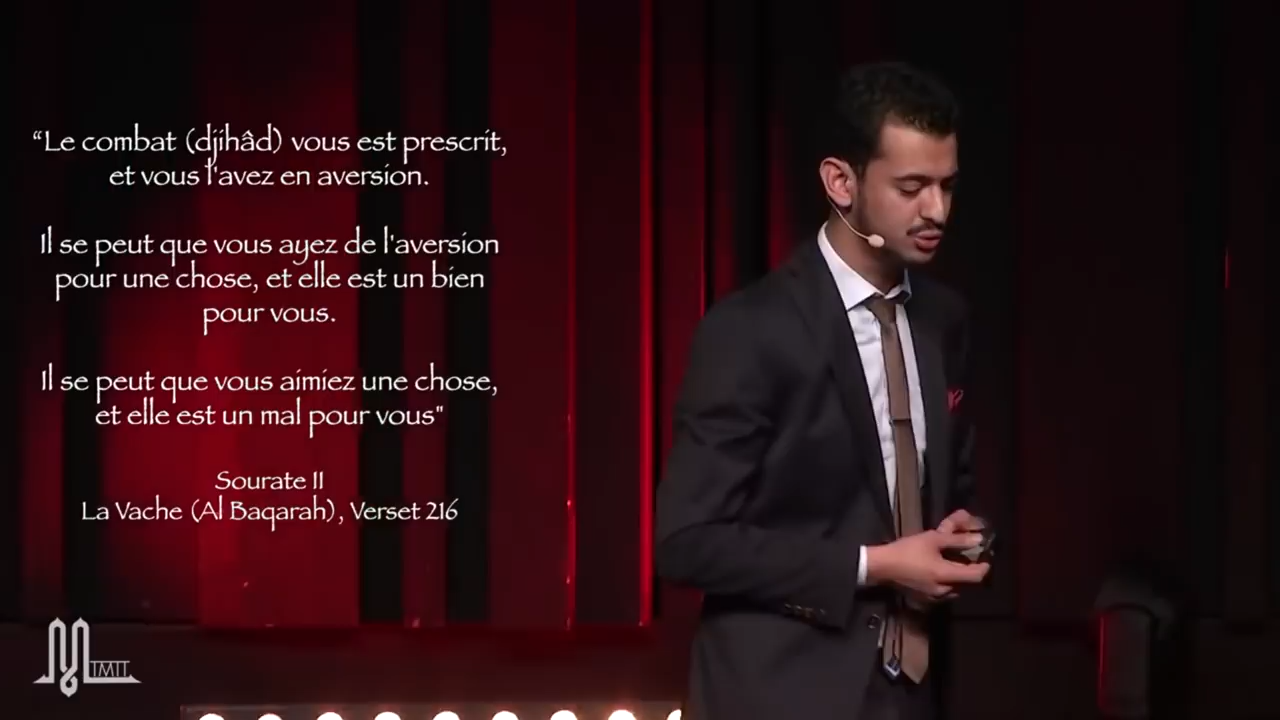 “Le combat (djihâd) vous est prescrit,
et vous l'avez en aversion.
Il se peut que vous ayez de l'aversion
pour une chose, et elle est un bien
pour vous.
Il se peut que vous aimiez une chose,
et elle est un mal pour vous"
Sourate II
La Vache (Al Baqarah), Verset 216
TMTT